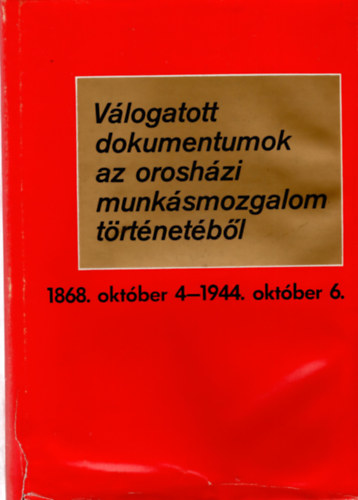 Válogatott
dokumentumok
az orosházi
munkásmozgalom
történetéből
1868. október 4–1944. október 6.